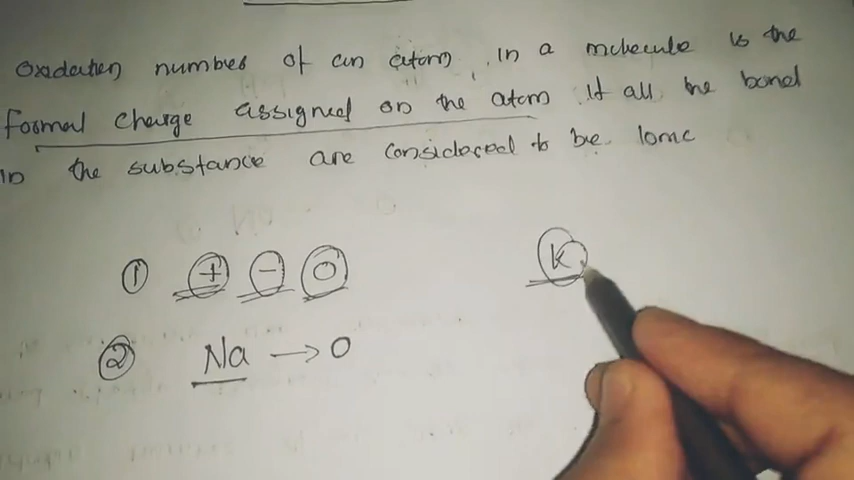 Oxidation number of an atom in a molecule is the
formal charge assigned on the atom if all the bond
in the substance are considered to be ionic
① + - 0 K
② Na → 0